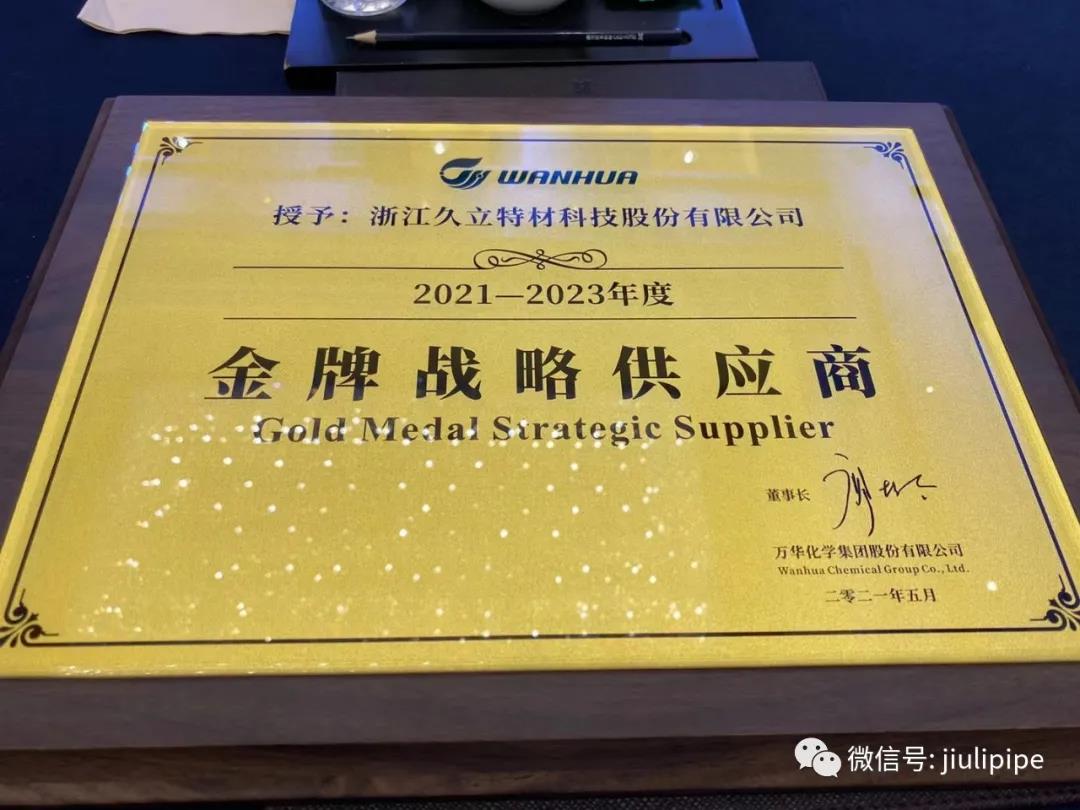 WANHUA
授予：浙江久立特材科技股份有限公司
2021—2023年度
金牌战略供应商
Gold Medal Strategic Supplier
董事长
万华化学集团股份有限公司
Wanhua Chemical Group Co., Ltd.
二零二一年五月
微信号: jiulipipe